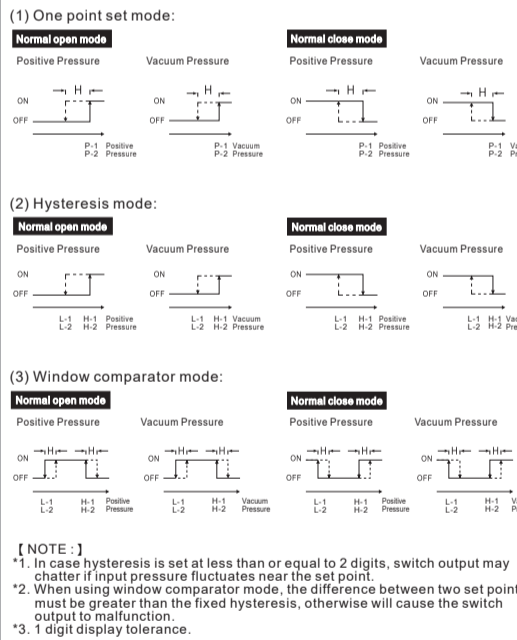 (1) One point set mode:
Normal open mode Normal close mode
Positive Pressure Vacuum Pressure Positive Pressure Vacuum Pressure
H H H H
ON ON ON ON
OFF OFF OFF OFF
P-1 Positive P-1 Vacuum P-1 Positive P-1
P-2 Pressure P-2 Pressure P-2 Pressure P-2
(2) Hysteresis mode:
Normal open mode Normal close mode
Positive Pressure Vacuum Pressure Positive Pressure Vacuum Pressure
ON ON ON ON
OFF OFF OFF OFF
L-1 H-1 Positive L-1 H-1 Vacuum L-1 H-1 Positive L-1 H-1
L-2 H-2 Pressure L-2 H-2 Pressure L-2 H-2 Pressure L-2 H-2
(3) Window comparator mode:
Normal open mode Normal close mode
Positive Pressure Vacuum Pressure Positive Pressure Vacuum Pressure
H H H H H H H H
ON ON ON ON
OFF OFF OFF OFF
L-1 H-1 Positive L-1 H-1 Vacuum L-1 H-1 Positive L-1 H-1
L-2 H-2 Pressure L-2 H-2 Pressure L-2 H-2 Pressure L-2 H-2
【NOTE:】
*1. In case hysteresis is set at less than or equal to 2 digits, switch output may
chatter if input pressure fluctuates near the set point.
*2. When using window comparator mode, the difference between two set point
must be greater than the fixed hysteresis, otherwise will cause the switch
output to malfunction.
*3. 1 digit display tolerance.